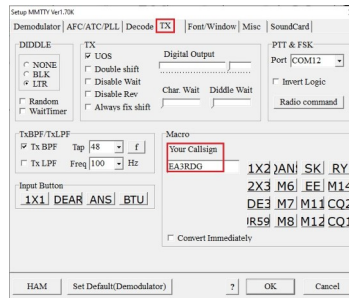 Setup MMTTY Ver1.70K
Demodulator AFC/ATC/PLL Decode TX Font/Window Misc SoundCard
DIDDLE
NONE
BLK
LTR
Random
WaitTimer
TX
UOS
Double shift
Disable Wait
Disable Rev
Always fix shift
Digital Output
Char. Wait Diddle Wait
PTT & FSK
Port COM12
Invert Logic
Radio command
TxBPF/TxLPF
Tx BPF Tap 48 f
Tx LPF Freq 100 Hz
Input Button
1X1 DEAR ANS BTU
Macro
Your Callsign
EA3RDG
1X2 DANI SK RY
2X3 M6 EE M14
DE3 M7 M11 CQ2
UR59 M8 M12 CQ1
Convert Immediately
HAM Set Default(Demodulator) ? OK Cancel